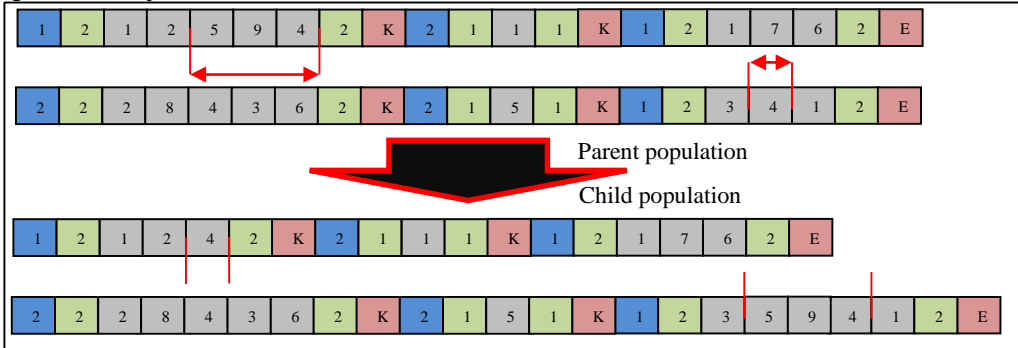 1 2 1 2 5 9 4 2 K 2 1 1 1 K 1 2 1 7 6 2 E
2 2 2 8 4 3 6 2 K 2 1 5 1 K 1 2 3 4 1 2 E
Parent population
Child population
1 2 1 2 4 2 K 2 1 1 1 K 1 2 1 7 6 2 E
2 2 2 8 4 3 6 2 K 2 1 5 1 K 1 2 3 5 9 4 1 2 E